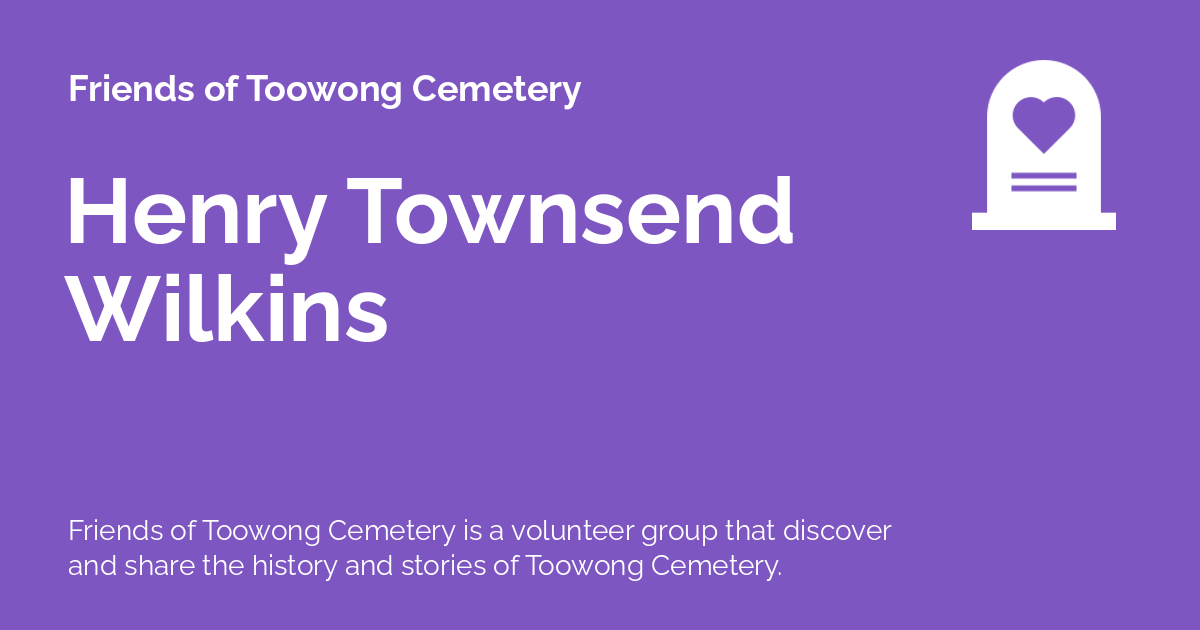 Friends of Toowong Cemetery
Henry Townsend
Wilkins
Friends of Toowong Cemetery is a volunteer group that discover
and share the history and stories of Toowong Cemetery.